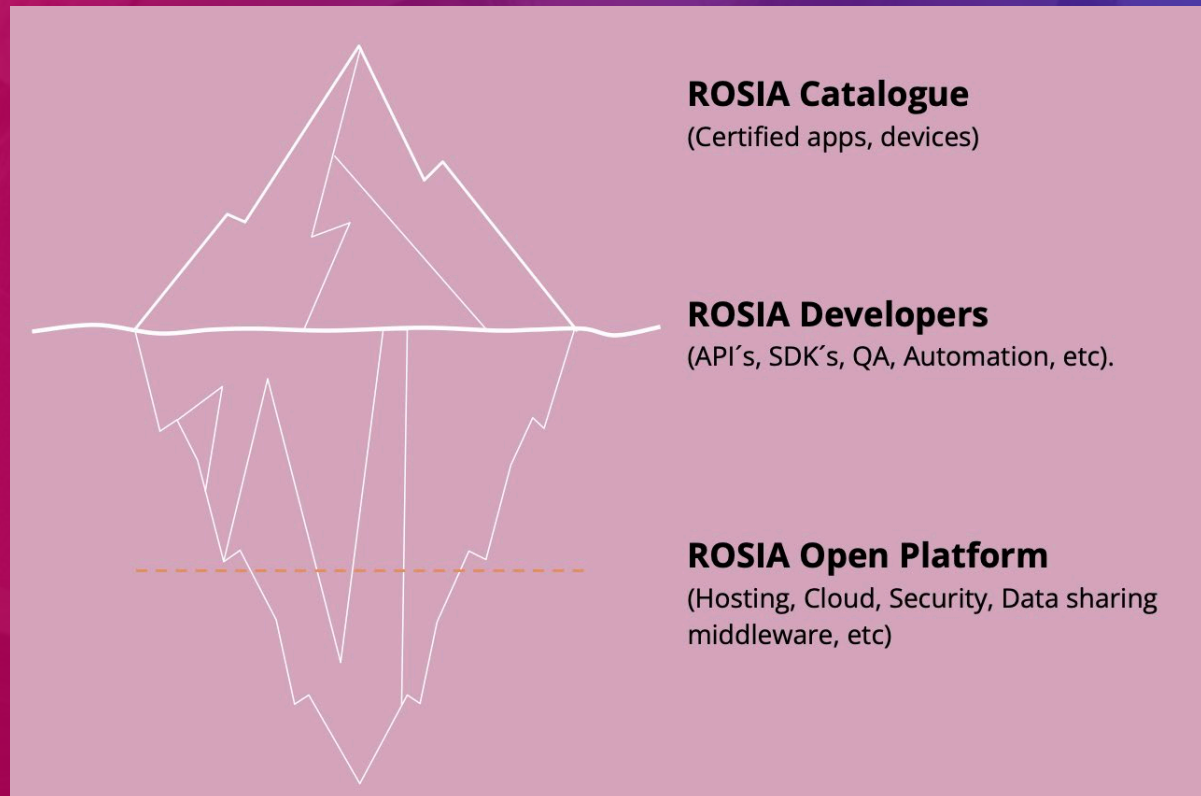 ROSIA Catalogue
(Certified apps, devices)
ROSIA Developers
(API´s, SDK´s, QA, Automation, etc).
ROSIA Open Platform
(Hosting, Cloud, Security, Data sharing
middleware, etc)